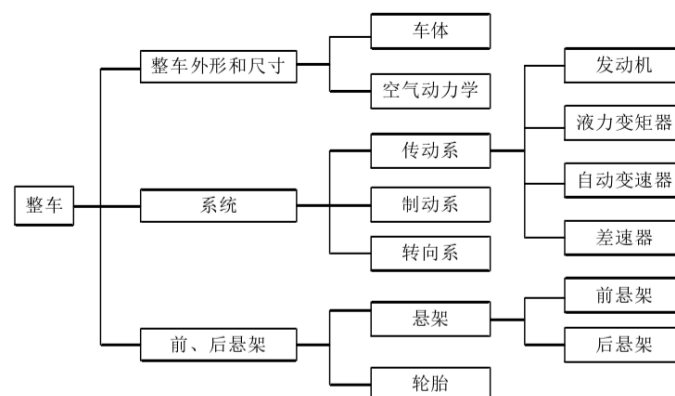 整车
整车外形和尺寸
车体
空气动力学
系统
传动系
发动机
液力变矩器
自动变速器
差速器
制动系
转向系
前、后悬架
悬架
前悬架
后悬架
轮胎